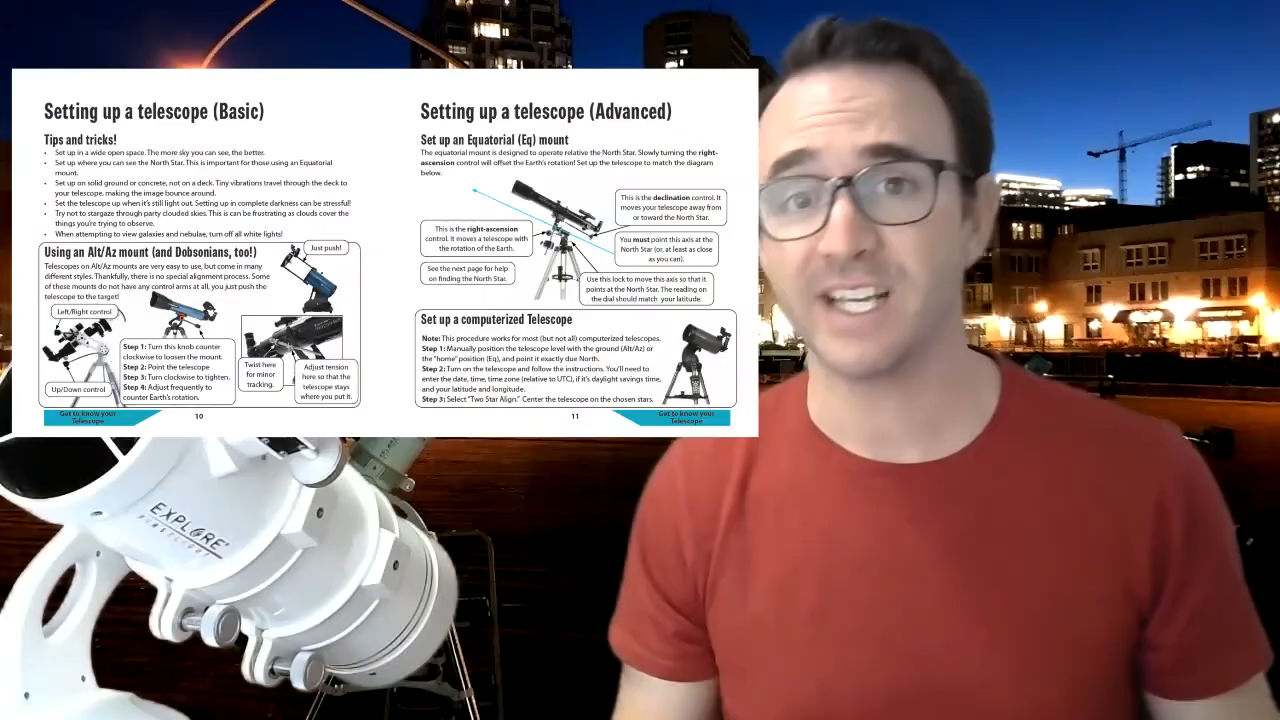 Setting up a telescope (Basic)
Tips and tricks!
• Set up in a wide open space. The more sky you can see, the better.
• Set up where you can see the North Star. This is important for those using an Equatorial
mount.
• Set up on solid ground or concrete, not on a deck. Tiny vibrations travel through the deck to
your telescope, making the image bounce around.
• Set the telescope up when it's still light out. Setting up in complete darkness can be stressful!
• Try not to stargaze through party clouded skies. This is can be frustrating as clouds cover the
things you're trying to observe.
• When attempting to view galaxies and nebulae, turn off all white lights!
Using an Alt/Az mount (and Dobsonians, too!)
Telescopes on Alt/Az mounts are very easy to use, but come in many
different styles. Thankfully, there is no special alignment process. Some
of these mounts do not have any control arms at all, you just push the
telescope to the target!
Just push!
Left/Right control
Up/Down control
Step 1: Turn this knob counter
clockwise to loosen the mount.
Step 2: Point the telescope
Step 3: Turn clockwise to tighten.
Step 4: Adjust frequently to
counter Earth's rotation.
Twist here
for minor
tracking.
Adjust tension
here so that the
telescope stays
where you put it.
Get to know your
Telescope
10
Setting up a telescope (Advanced)
Set up an Equatorial (Eq) mount
The equatorial mount is designed to operate relative the North Star. Slowly turning the right-
ascension control will offset the Earth's rotation! Set up the telescope to match the diagram
below.
This is the declination control. It
moves your telescope away from
or toward the North Star.
This is the right-ascension
control. It moves a telescope with
the rotation of the Earth.
You must point this axis at the
North Star (or, at least as close
as you can).
See the next page for help
on finding the North Star.
Use this lock to move this axis so that it
points at the North Star. The reading on
the dial should match your latitude.
Set up a computerized Telescope
Note: This procedure works for most (but not all) computerized telescopes.
Step 1: Manually position the telescope level with the ground (Alt/Az) or
the "home" position (Eq), and point it exactly due North.
Step 2: Turn on the telescope and follow the instructions. You'll need to
enter the date, time, time zone (relative to UTC), if it's daylight savings time,
and your latitude and longitude.
Step 3: Select "Two Star Align." Center the telescope on the chosen stars.
11
Get to know your
Telescope
EXPLORE
FIRSTLIGHT